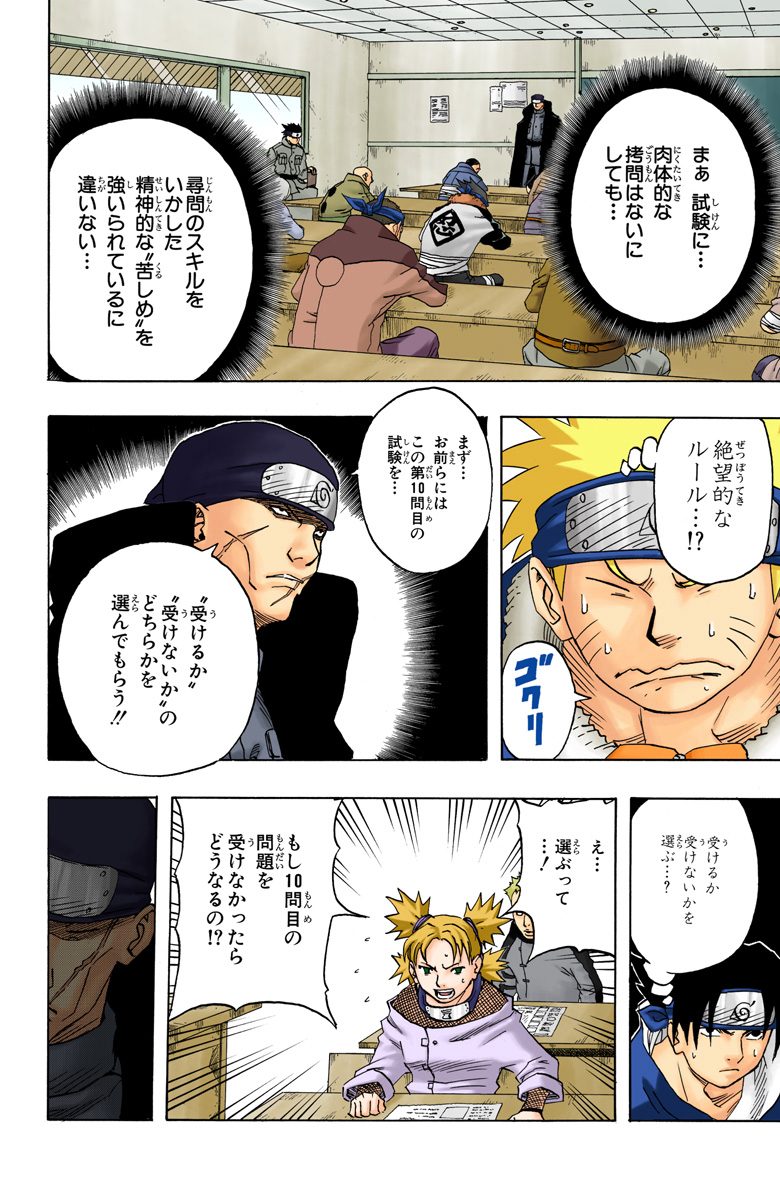 まぁ 試験に…
肉体的な
拷問はないに
しても…
尋問のスキルを
いかした
精神的な〝苦しめ〟を
強いられているに
違いない…
絶望的な
ルール…!?
ゴクリ
まず…
お前らには
この第10問目の
試験を…
〝受けるか〟
〝受けないか〟の
どちらかを
選んでもらう!!
受けるか
受けないかを
選ぶ…?
え…
選ぶって
…!
もし10問目の
問題を
受けなかったら
どうなるの!?